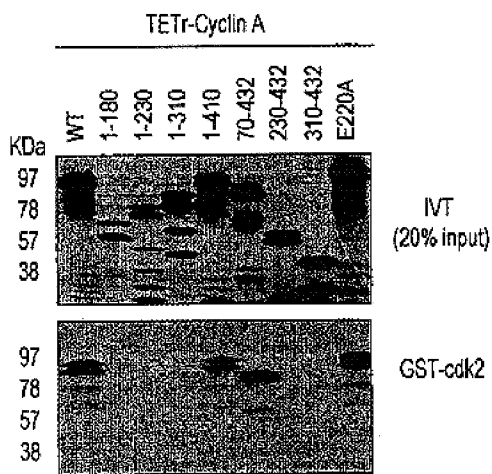 TETr-Cyclin A
WT 1-180 1-230 1-310 1-410 70-432 230-432 310-432 E220A
KDa
97
78
57
38
IVT
(20% input)
97
78
57
38
GST-cdk2